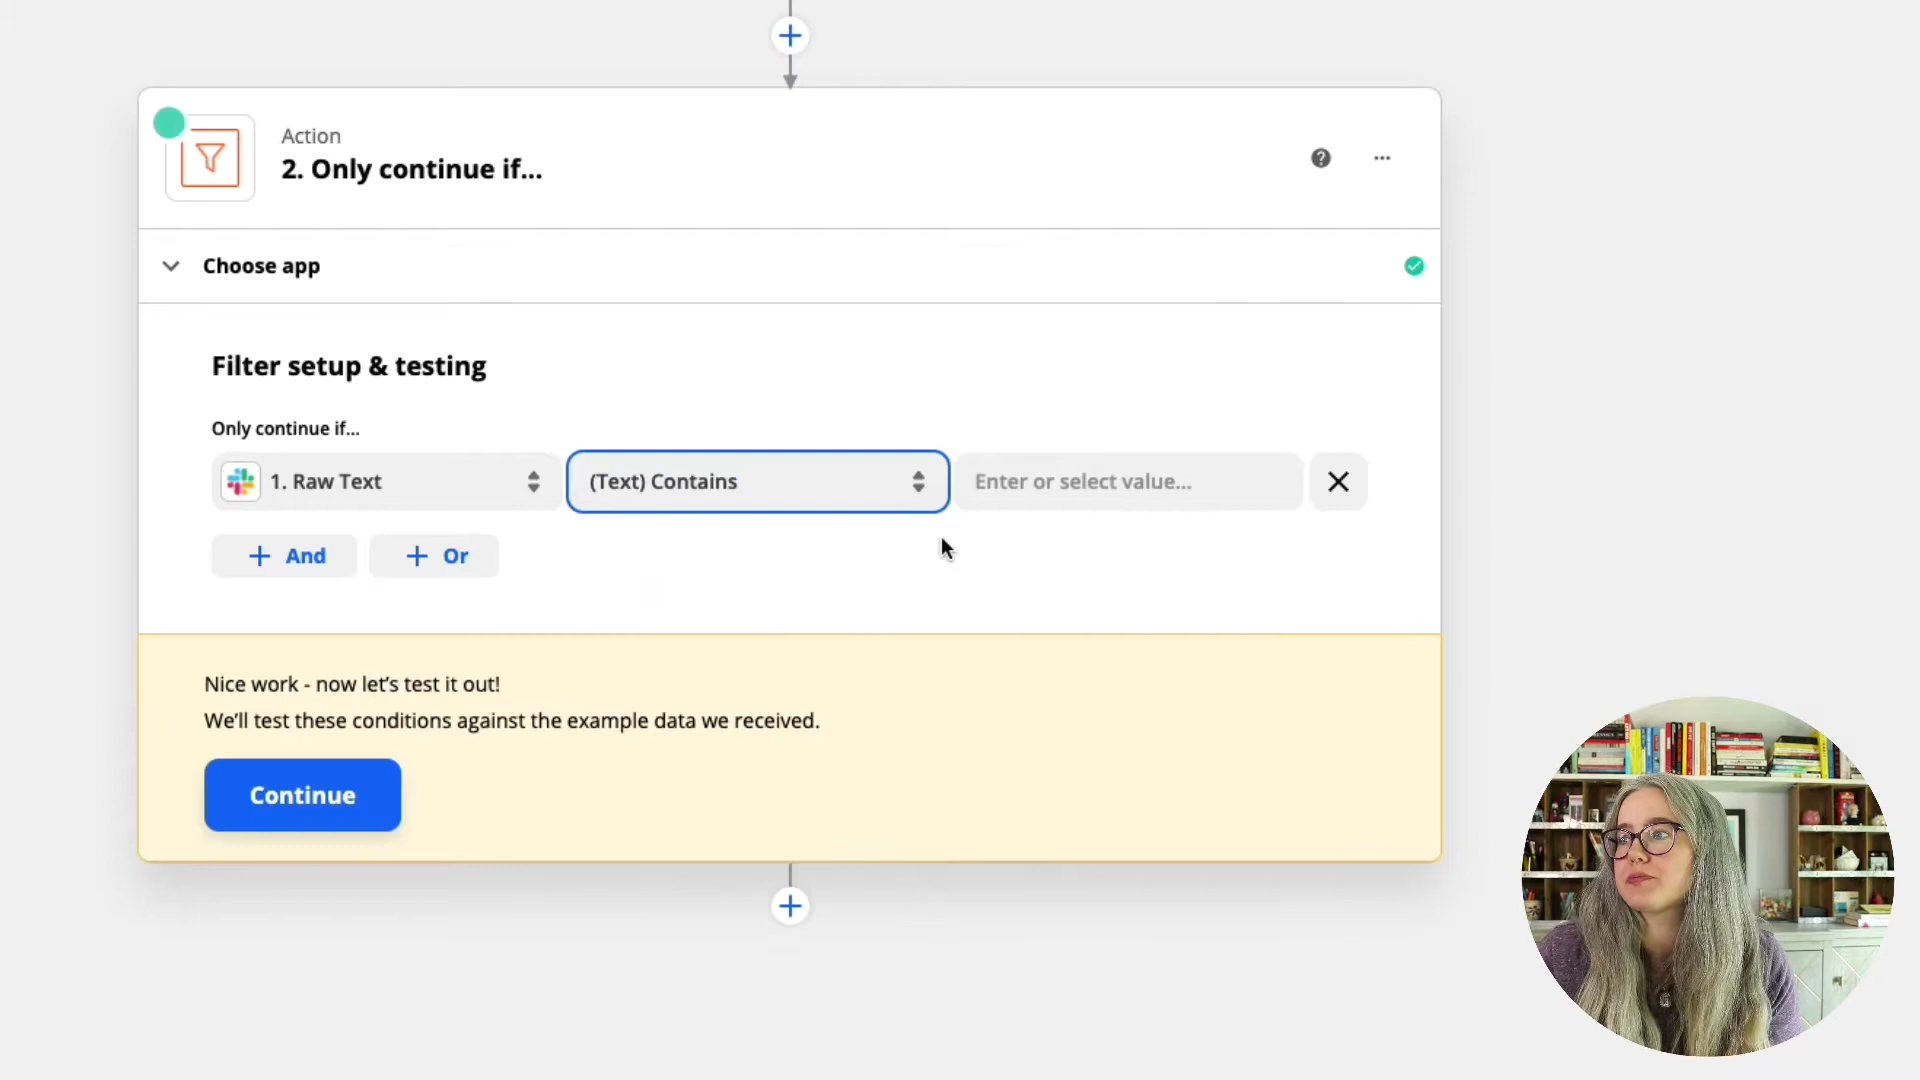 Action
2. Only continue if...
Choose app
Filter setup & testing
Only continue if...
1. Raw Text
(Text) Contains
Enter or select value...
And
Or
Nice work - now let's test it out!
We'll test these conditions against the example data we received.
Continue